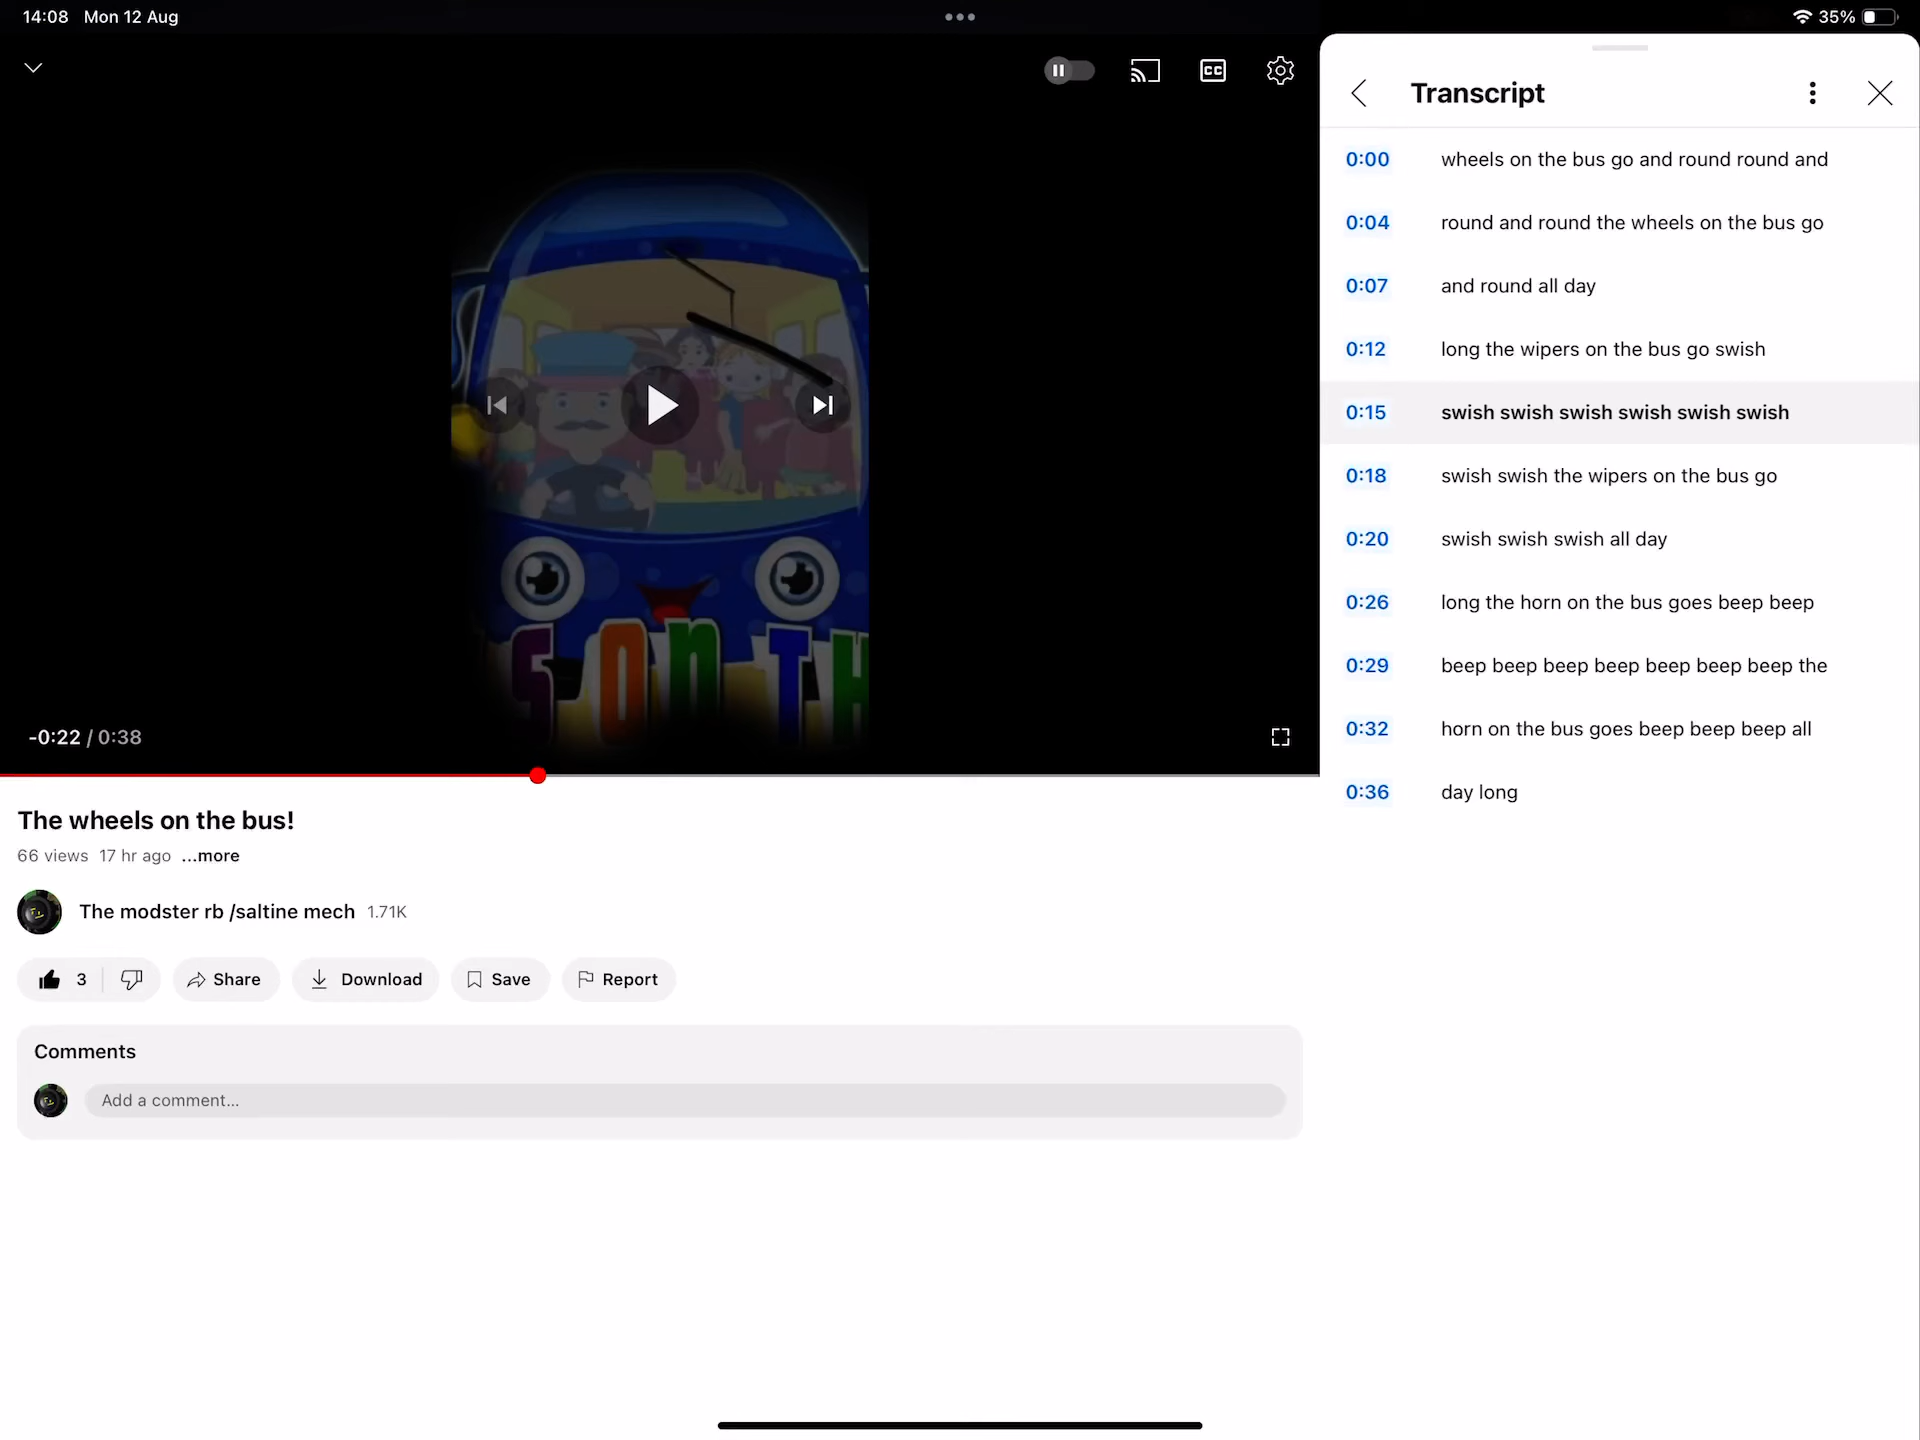 14:08 Mon 12 Aug
35%
CC
Transcript
0:00 wheels on the bus go and round round and
0:04 round and round the wheels on the bus go
0:07 and round all day
0:12 long the wipers on the bus go swish
0:15 swish swish swish swish swish swish
0:18 swish swish the wipers on the bus go
0:20 swish swish swish all day
0:26 long the horn on the bus goes beep beep
0:29 beep beep beep beep beep beep beep the
0:32 horn on the bus goes beep beep beep all
0:36 day long
S ON TH
-0:22 / 0:38
The wheels on the bus!
66 views 17 hr ago ...more
The modster rb /saltine mech 1.71K
3 Share Download Save Report
Comments
Add a comment...